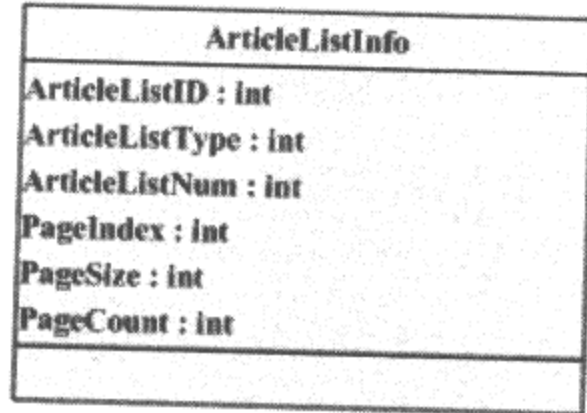 ArticleListInfo
ArticleListID : int
ArticleListType : int
ArticleListNum : int
PageIndex : int
PageSize : int
PageCount : int